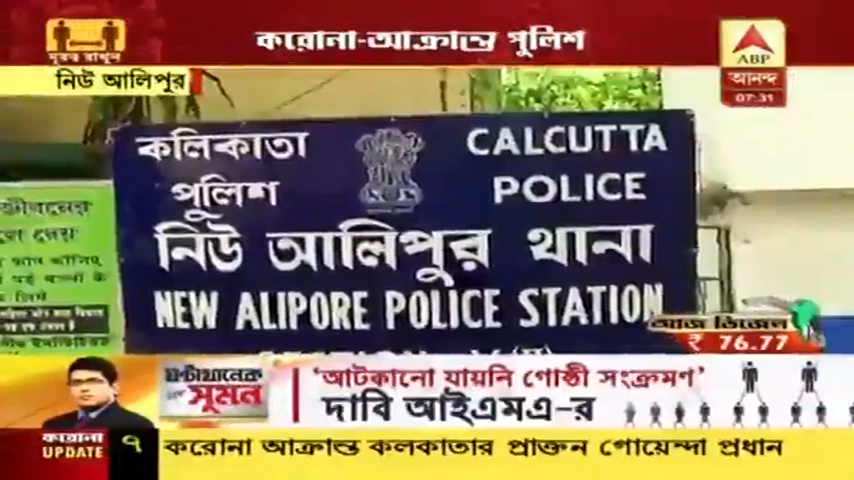 দূরত্ব রাখুন
করোনা-আক্রান্ত পুলিশ
ABP
আনন্দ
07:31
নিউ আলিপুর
কলিকাতা
পুলিশ
CALCUTTA
POLICE
নিউ আলিপুর থানা
NEW ALIPORE POLICE STATION
আজ ডিজেল
₹ 76.77
ঘণ্টাখানেক
সুমন
'আটকানো যায়নি গোষ্ঠী সংক্রমণ'
দাবি আইএমএ-র
করোনা
UPDATE
৭
করোনা আক্রান্ত কলকাতার প্রাক্তন গোয়েন্দা প্রধান